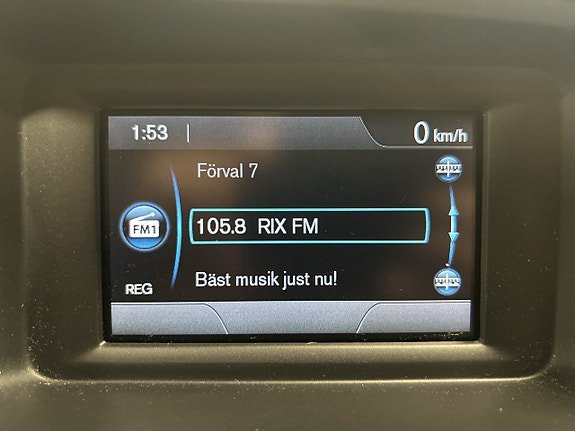 1:53 0 km/h
Förval 7
FM1 105.8 RIX FM
REG
Bäst musik just nu!